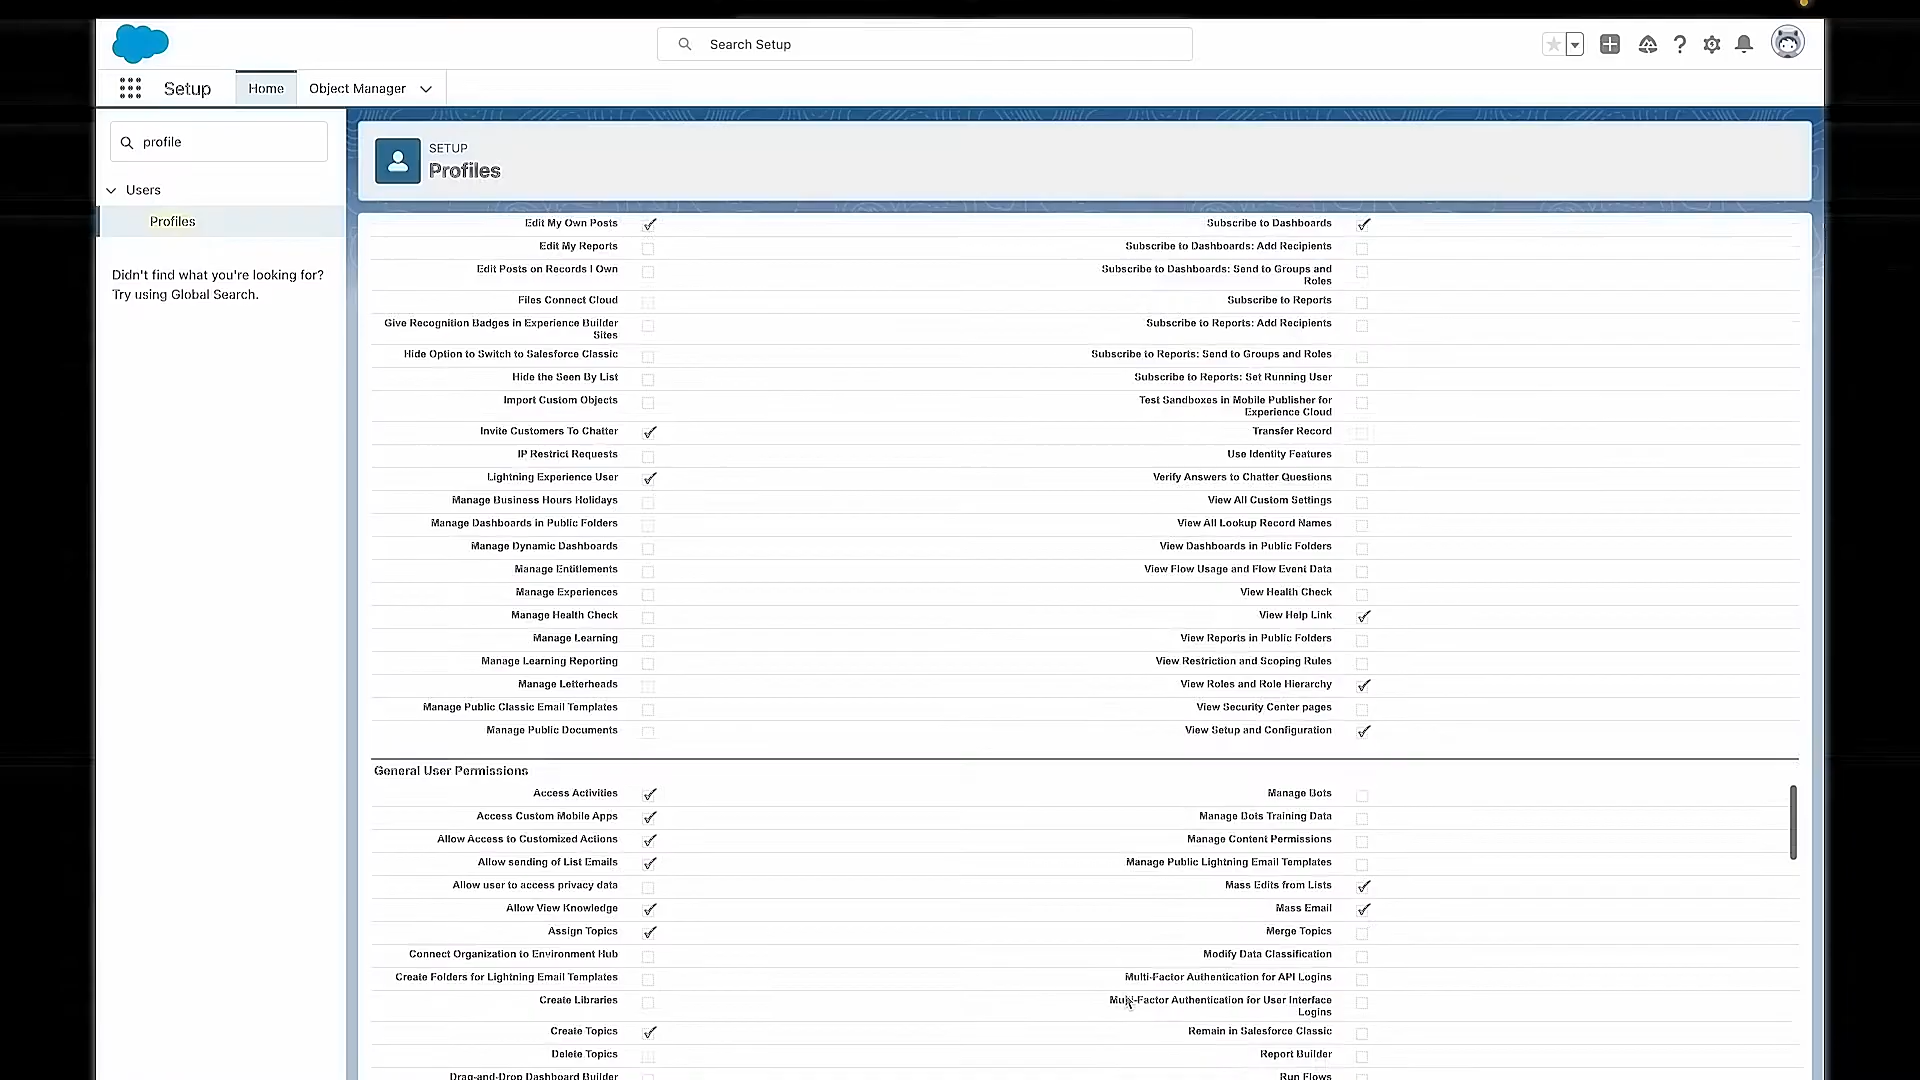 Search Setup
Setup
Home
Object Manager
profile
Users
Profiles
Didn't find what you're looking for?
Try using Global Search.
SETUP
Profiles
Edit My Own Posts
Subscribe to Dashboards
Edit My Reports
Subscribe to Dashboards: Add Recipients
Edit Posts on Records I Own
Subscribe to Dashboards: Send to Groups and
Roles
Files Connect Cloud
Subscribe to Reports
Give Recognition Badges in Experience Builder
Sites
Subscribe to Reports: Add Recipients
Hide Option to Switch to Salesforce Classic
Subscribe to Reports: Send to Groups and Roles
Hide the Seen By List
Subscribe to Reports: Set Running User
Import Custom Objects
Test Sandboxes in Mobile Publisher for
Experience Cloud
Invite Customers To Chatter
Transfer Record
IP Restrict Requests
Use Identity Features
Lightning Experience User
Verify Answers to Chatter Questions
Manage Business Hours Holidays
View All Custom Settings
Manage Dashboards in Public Folders
View All Lookup Record Names
Manage Dynamic Dashboards
View Dashboards in Public Folders
Manage Entitlements
View Flow Usage and Flow Event Data
Manage Experiences
View Health Check
Manage Health Check
View Help Link
Manage Learning
View Reports in Public Folders
Manage Learning Reporting
View Restriction and Scoping Rules
Manage Letterheads
View Roles and Role Hierarchy
Manage Public Classic Email Templates
View Security Center pages
Manage Public Documents
View Setup and Configuration
General User Permissions
Access Activities
Manage Bots
Access Custom Mobile Apps
Manage Bots Training Data
Allow Access to Customized Actions
Manage Content Permissions
Allow sending of List Emails
Manage Public Lightning Email Templates
Allow user to access privacy data
Mass Edits from Lists
Allow View Knowledge
Mass Email
Assign Topics
Merge Topics
Connect Organization to Environment Hub
Modify Data Classification
Create Folders for Lightning Email Templates
Multi-Factor Authentication for API Logins
Create Libraries
Multi-Factor Authentication for User Interface
Logins
Create Topics
Remain in Salesforce Classic
Delete Topics
Report Builder
Drag-and-Drop Dashboard Builder
Run Flows